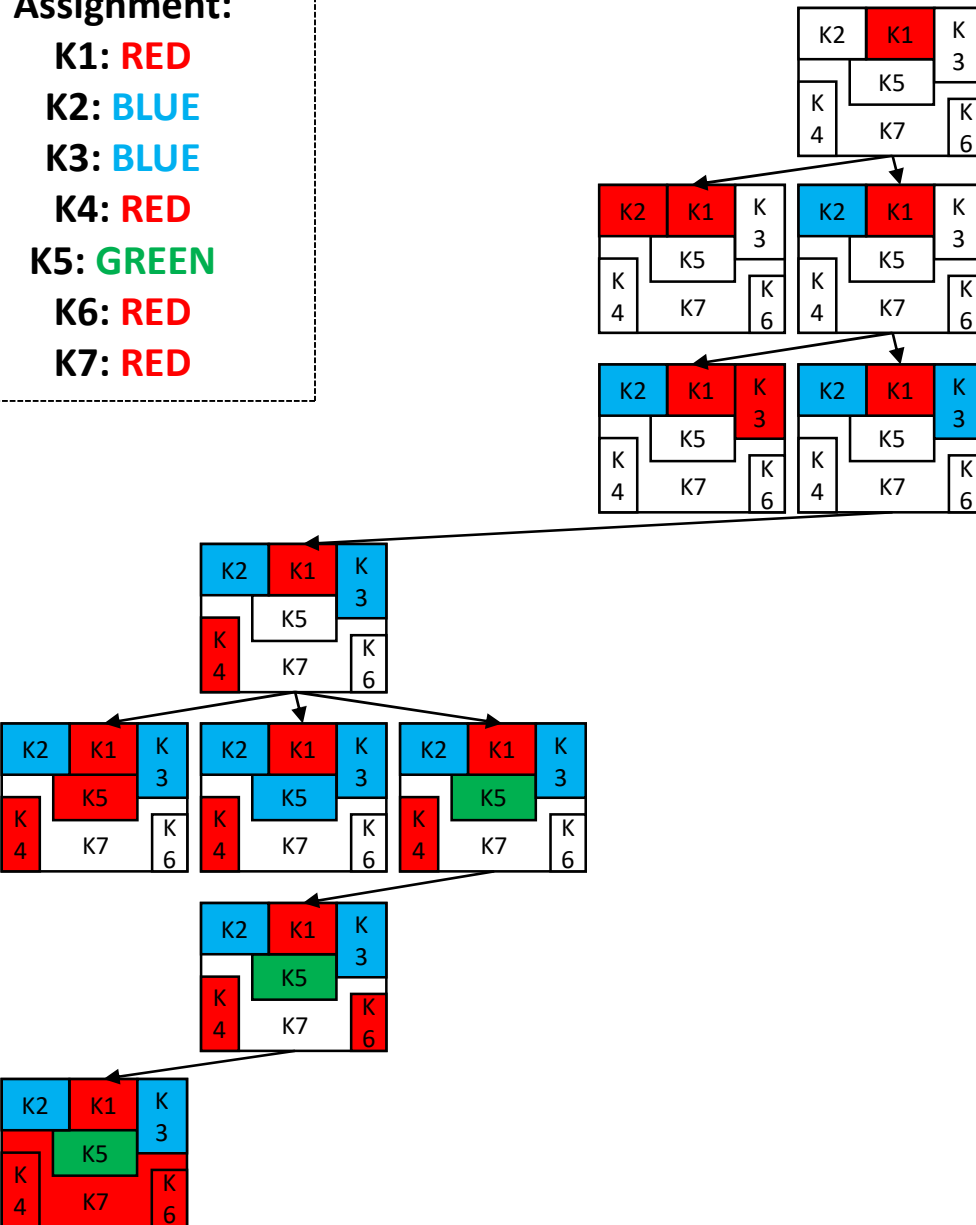 Assignment:
K1: RED
K2: BLUE
K3: BLUE
K4: RED
K5: GREEN
K6: RED
K7: RED
K2 K1 K 3
K5
K 4 K7 K 6
K2 K1 K 3
K5
K 4 K7 K 6
K2 K1 K 3
K5
K 4 K7 K 6
K2 K1 K 3
K5
K 4 K7 K 6
K2 K1 K 3
K5
K 4 K7 K 6
K2 K1 K 3
K5
K 4 K7 K 6
K2 K1 K 3
K5
K 4 K7 K 6
K2 K1 K 3
K5
K 4 K7 K 6
K2 K1 K 3
K5
K 4 K7 K 6
K2 K1 K 3
K5
K 4 K7 K 6
K2 K1 K 3
K5
K 4 K7 K 6